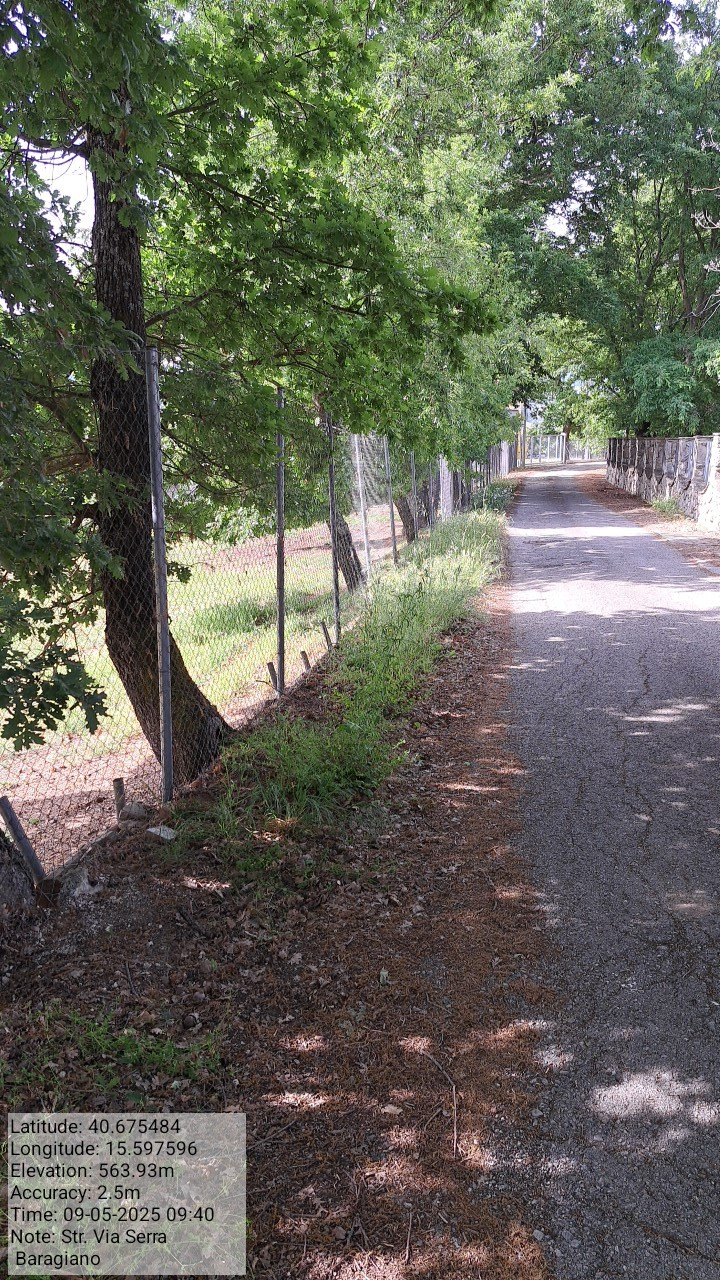 Latitude: 40.675484
Longitude: 15.597596
Elevation: 563.93m
Accuracy: 2.5m
Time: 09-05-2025 09:40
Note: Str. Via Serra
Baragiano